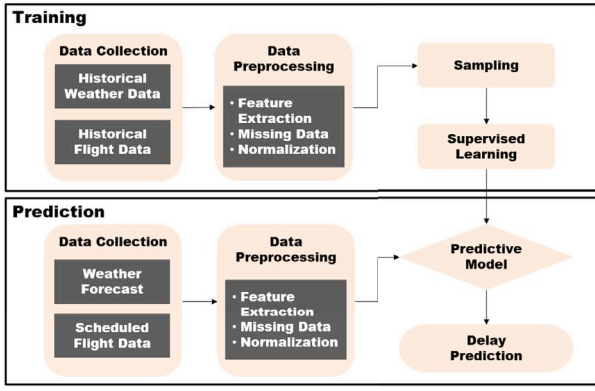 Training
Data Collection
Historical
Weather Data
Historical
Flight Data
Data
Preprocessing
• Feature
Extraction
• Missing Data
• Normalization
Sampling
Supervised
Learning
Prediction
Data Collection
Weather
Forecast
Scheduled
Flight Data
Data
Preprocessing
• Feature
Extraction
• Missing Data
• Normalization
Predictive
Model
Delay
Prediction